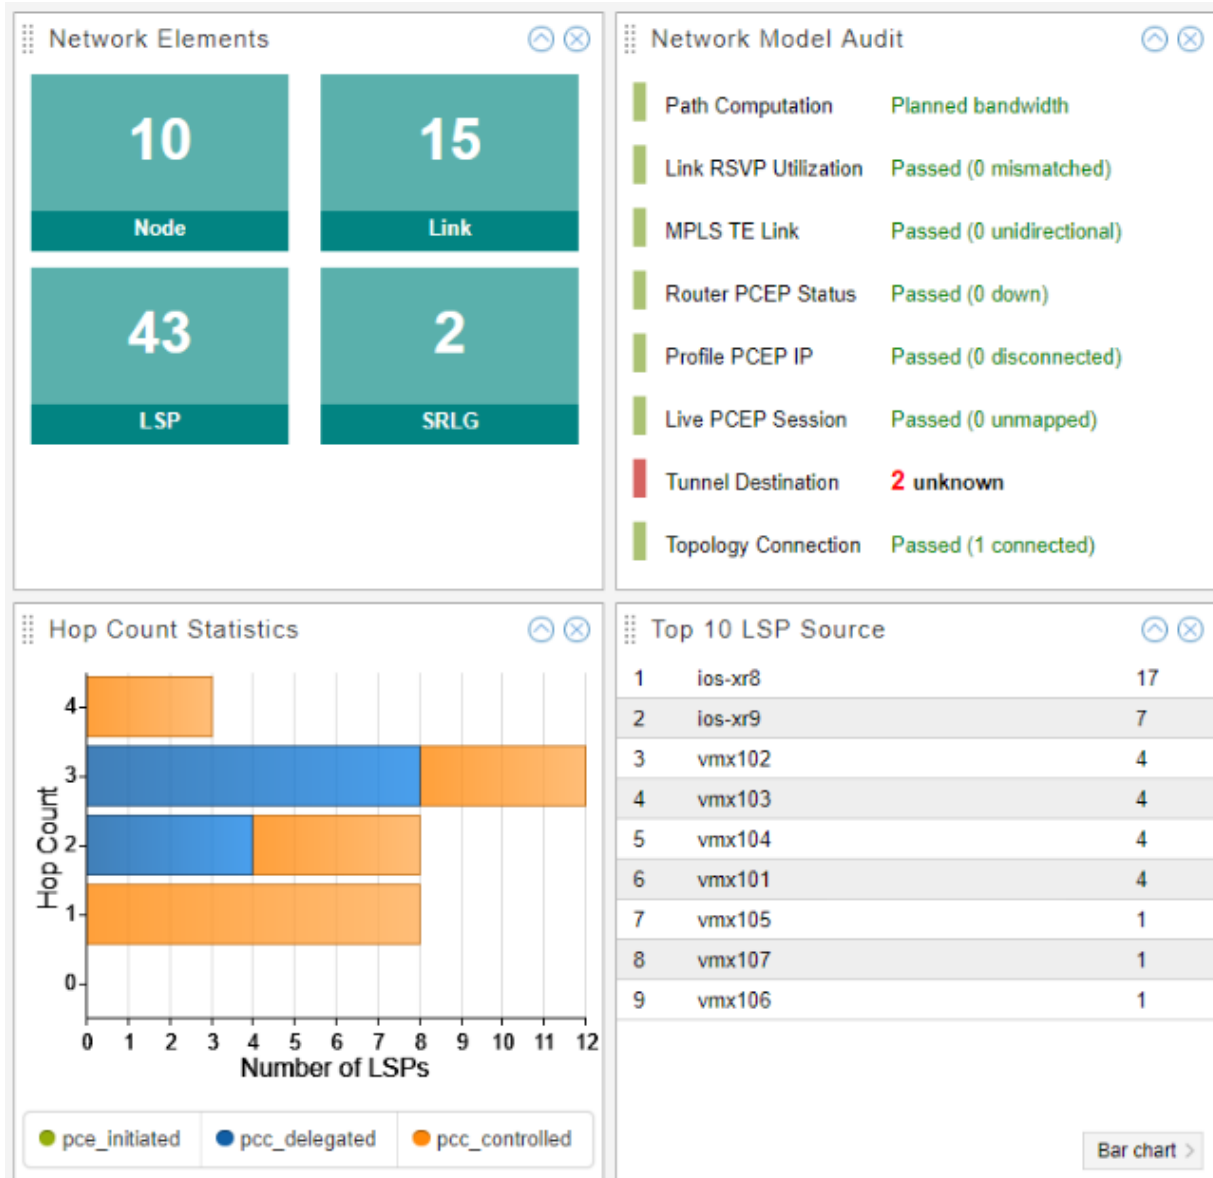 Network Elements
10
Node
15
Link
43
LSP
2
SRLG
Network Model Audit
Path Computation Planned bandwidth
Link RSVP Utilization Passed (0 mismatched)
MPLS TE Link Passed (0 unidirectional)
Router PCEP Status Passed (0 down)
Profile PCEP IP Passed (0 disconnected)
Live PCEP Session Passed (0 unmapped)
Tunnel Destination 2 unknown
Topology Connection Passed (1 connected)
Hop Count Statistics
Hop Count
4
3
2
1
0
0 1 2 3 4 5 6 7 8 9 10 11 12
Number of LSPs
pce_initiated pcc_delegated pcc_controlled
Top 10 LSP Source
1 ios-xr8 17
2 ios-xr9 7
3 vmx102 4
4 vmx103 4
5 vmx104 4
6 vmx101 4
7 vmx105 1
8 vmx107 1
9 vmx106 1
Bar chart